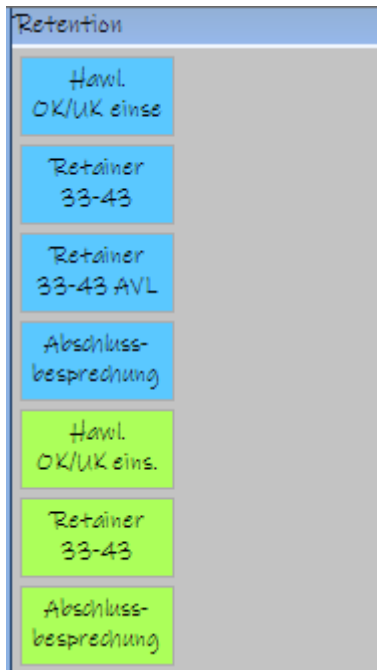 Retention
Hawl.
OK/UK einse
Retainer
33-43
Retainer
33-43 AVL
Abschluss-
besprechung
Hawl.
OK/UK eins.
Retainer
33-43
Abschluss-
besprechung